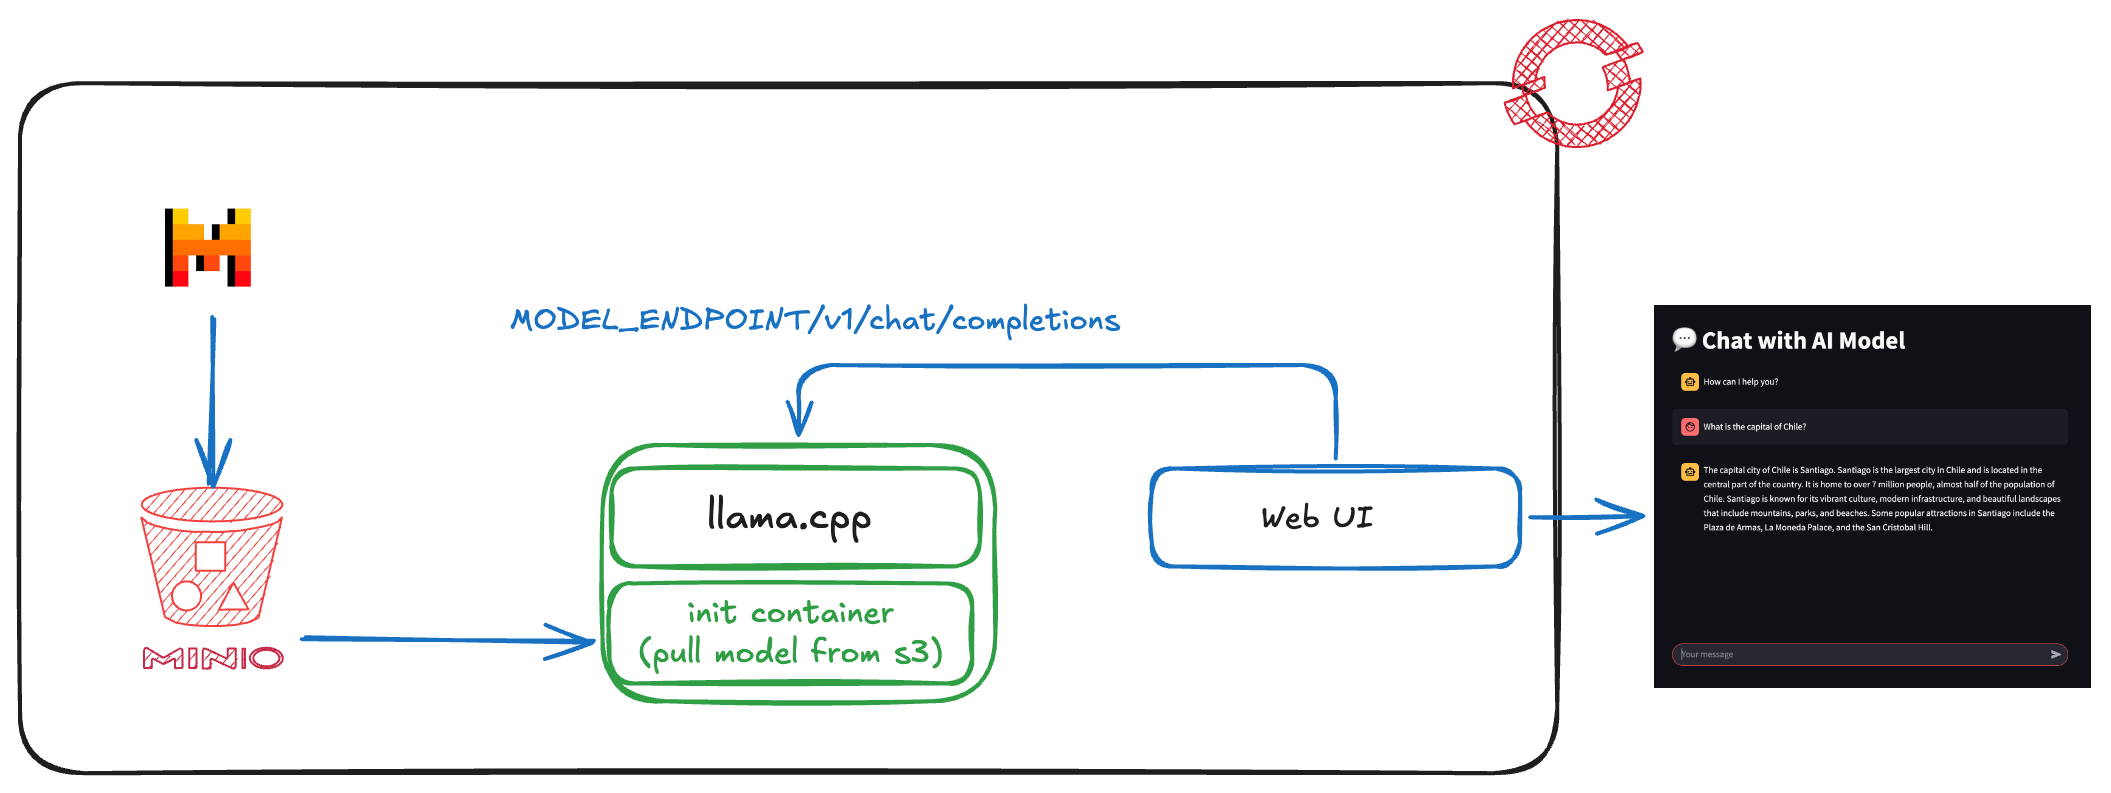 MODEL_ENDPOINT/v1/chat/completions
llama.cpp
init container
(pull model from s3)
MINIO
Web UI
Chat with AI Model
How can I help you?
What is the capital of Chile?
The capital city of Chile is Santiago. Santiago is the largest city in Chile and is located in the
central part of the country. It is home to over 7 million people, almost half of the population of
Chile. Santiago is known for its vibrant culture, modern infrastructure, and beautiful landscapes
that include mountains, parks, and beaches. Some popular attractions in Santiago include the
Plaza de Armas, La Moneda Palace, and the San Cristobal Hill.
Your message